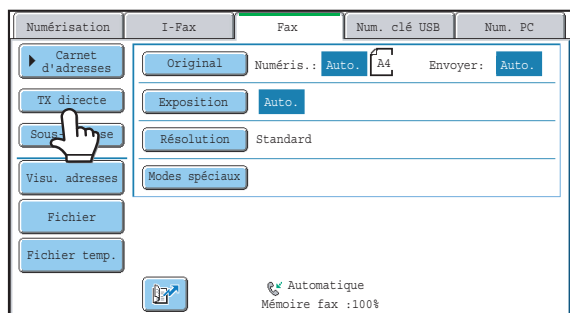 Numérisation I-Fax Fax Num. clé USB Num. PC
Carnet d'adresses
Original Numéris.: Auto. A4 Envoyer: Auto.
TX directe
Exposition Auto.
Résolution Standard
Visu. adresses
Modes spéciaux
Fichier
Fichier temp.
Automatique
Mémoire fax :100%